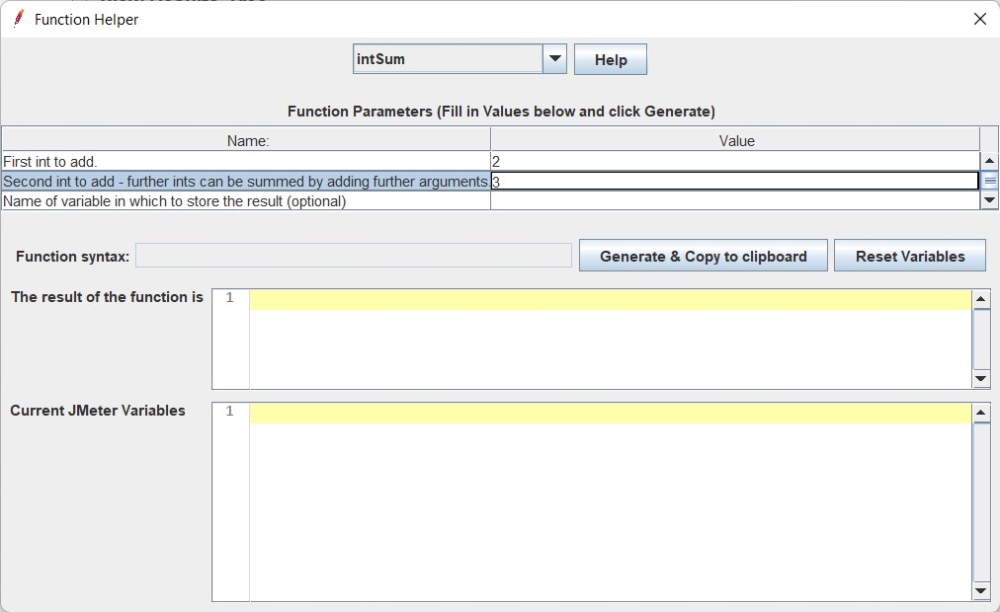 Function Helper
intSum
Help
Function Parameters (Fill in Values below and click Generate)
Name: Value
First int to add. 2
Second int to add - further ints can be summed by adding further arguments 3
Name of variable in which to store the result (optional)
Function syntax: Generate & Copy to clipboard Reset Variables
The result of the function is 1
Current JMeter Variables 1